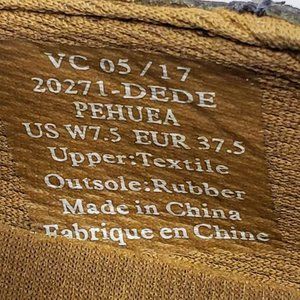 VC 05/17
20271-DEDE
PEHUEA
US W7.5 EUR 37.5
Upper:Textile
Outsole:Rubber
Made in China
Fabrique en Chine